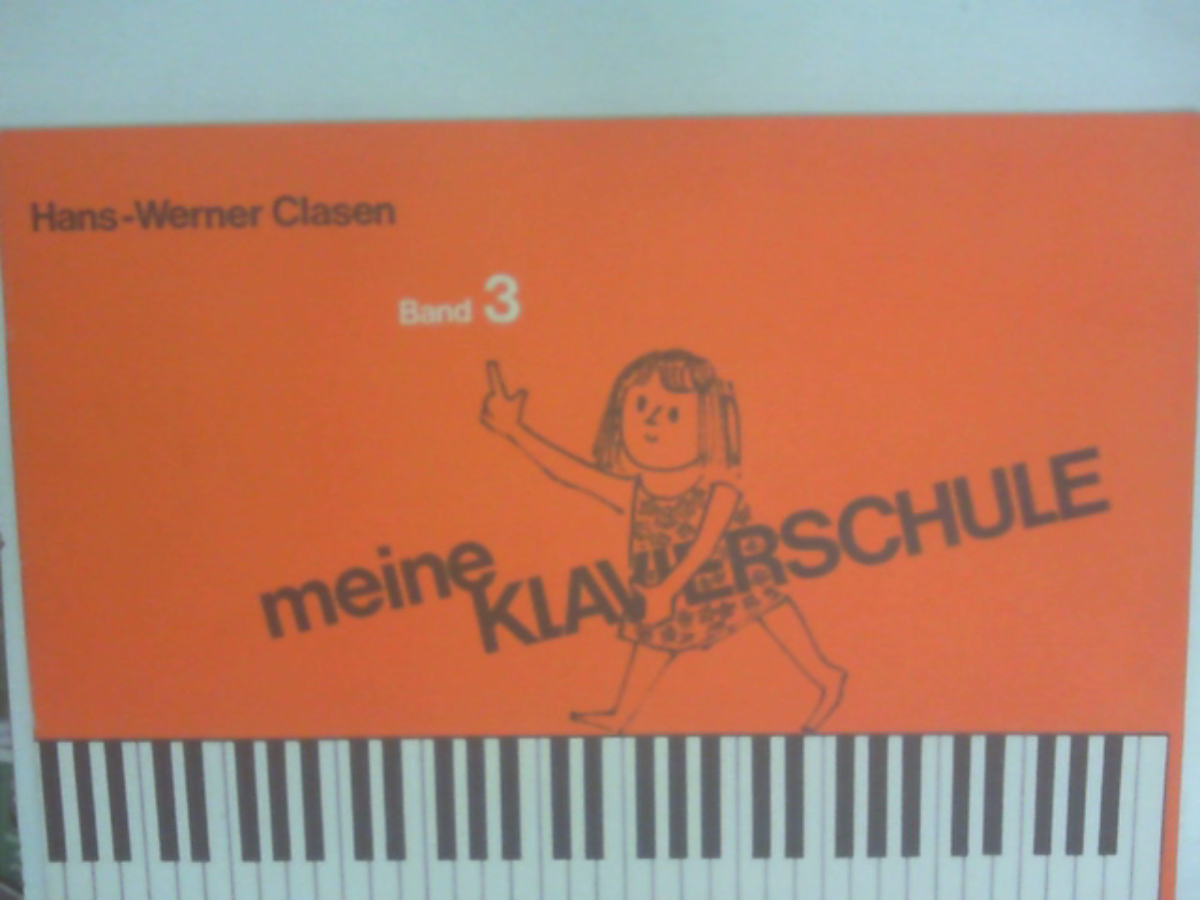 Hans-Werner Clasen
Band 3
meine
KLAVIERSCHULE